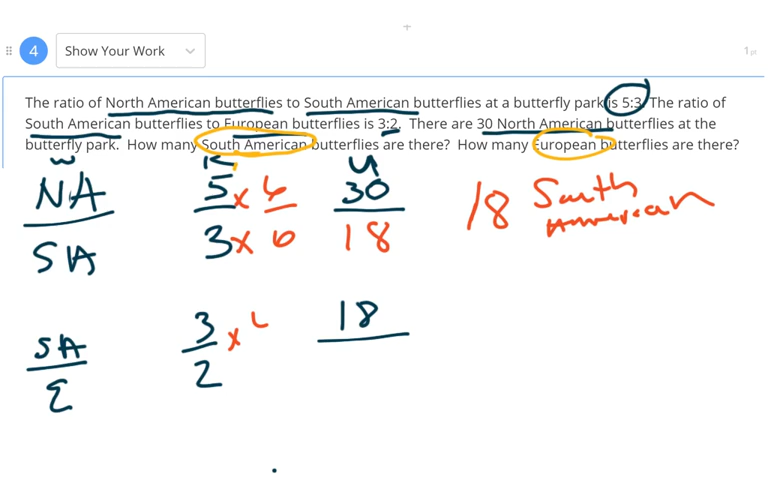 4 Show Your Work 1 pt
The ratio of North American butterflies to South American butterflies at a butterfly park is 5:3. The ratio of
South American butterflies to European butterflies is 3:2. There are 30 North American butterflies at the
butterfly park. How many South American butterflies are there? How many European butterflies are there?
W K U
NA 5 x 6 30 18 South
SA 3 x 6 18 American
SA 3 x 18
E 2